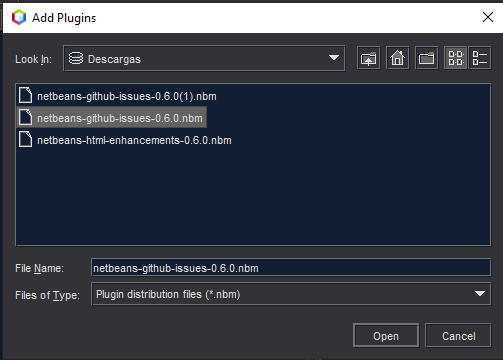 Add Plugins
Look In: Descargas
netbeans-github-issues-0.6.0(1).nbm
netbeans-github-issues-0.6.0.nbm
netbeans-html-enhancements-0.6.0.nbm
File Name: netbeans-github-issues-0.6.0.nbm
Files of Type: Plugin distribution files (*.nbm)
Open Cancel